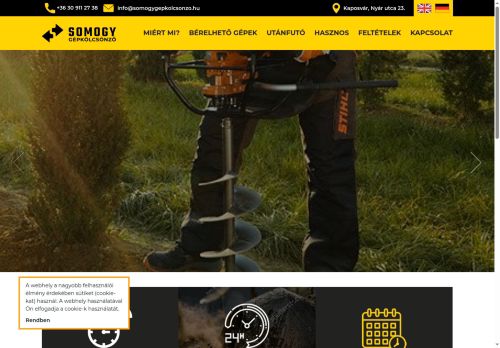 +36 30 911 27 38
info@somogygepkolcsonzo.hu
Kaposvár, Nyár utca 23.
SOMOGY
GÉPKÖLCSÖNZŐ
MIÉRT MI?
BÉRELHETŐ GÉPEK
UTÁNFUTÓ
HASZNOS
FELTÉTELEK
KAPCSOLAT
STIHL
A webhely a nagyobb felhasználói
élmény érdekében sütiket (cookie-
kat) használ. A webhely használatával
Ön elfogadja a cookie-k használatát.
Rendben
24H